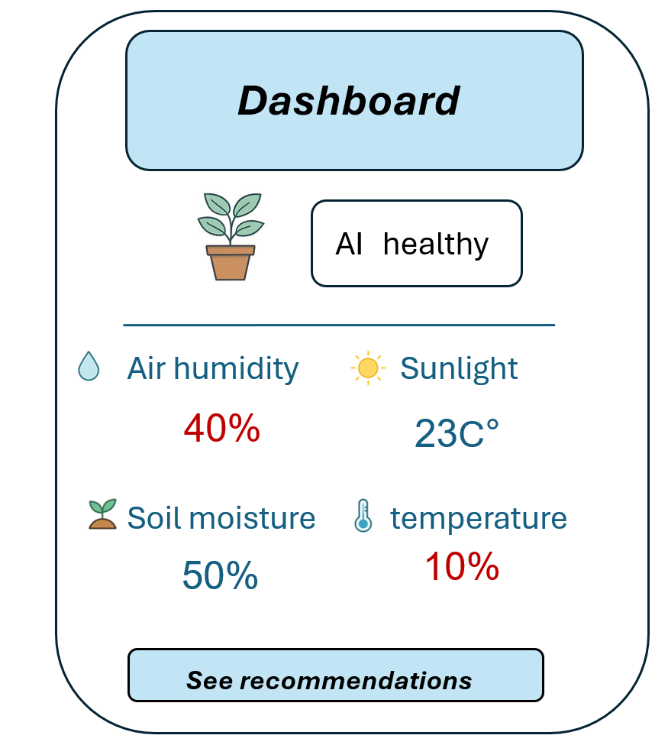 Dashboard
AI healthy
Air humidity
Sunlight
40%
23C°
Soil moisture
temperature
50%
10%
See recommendations